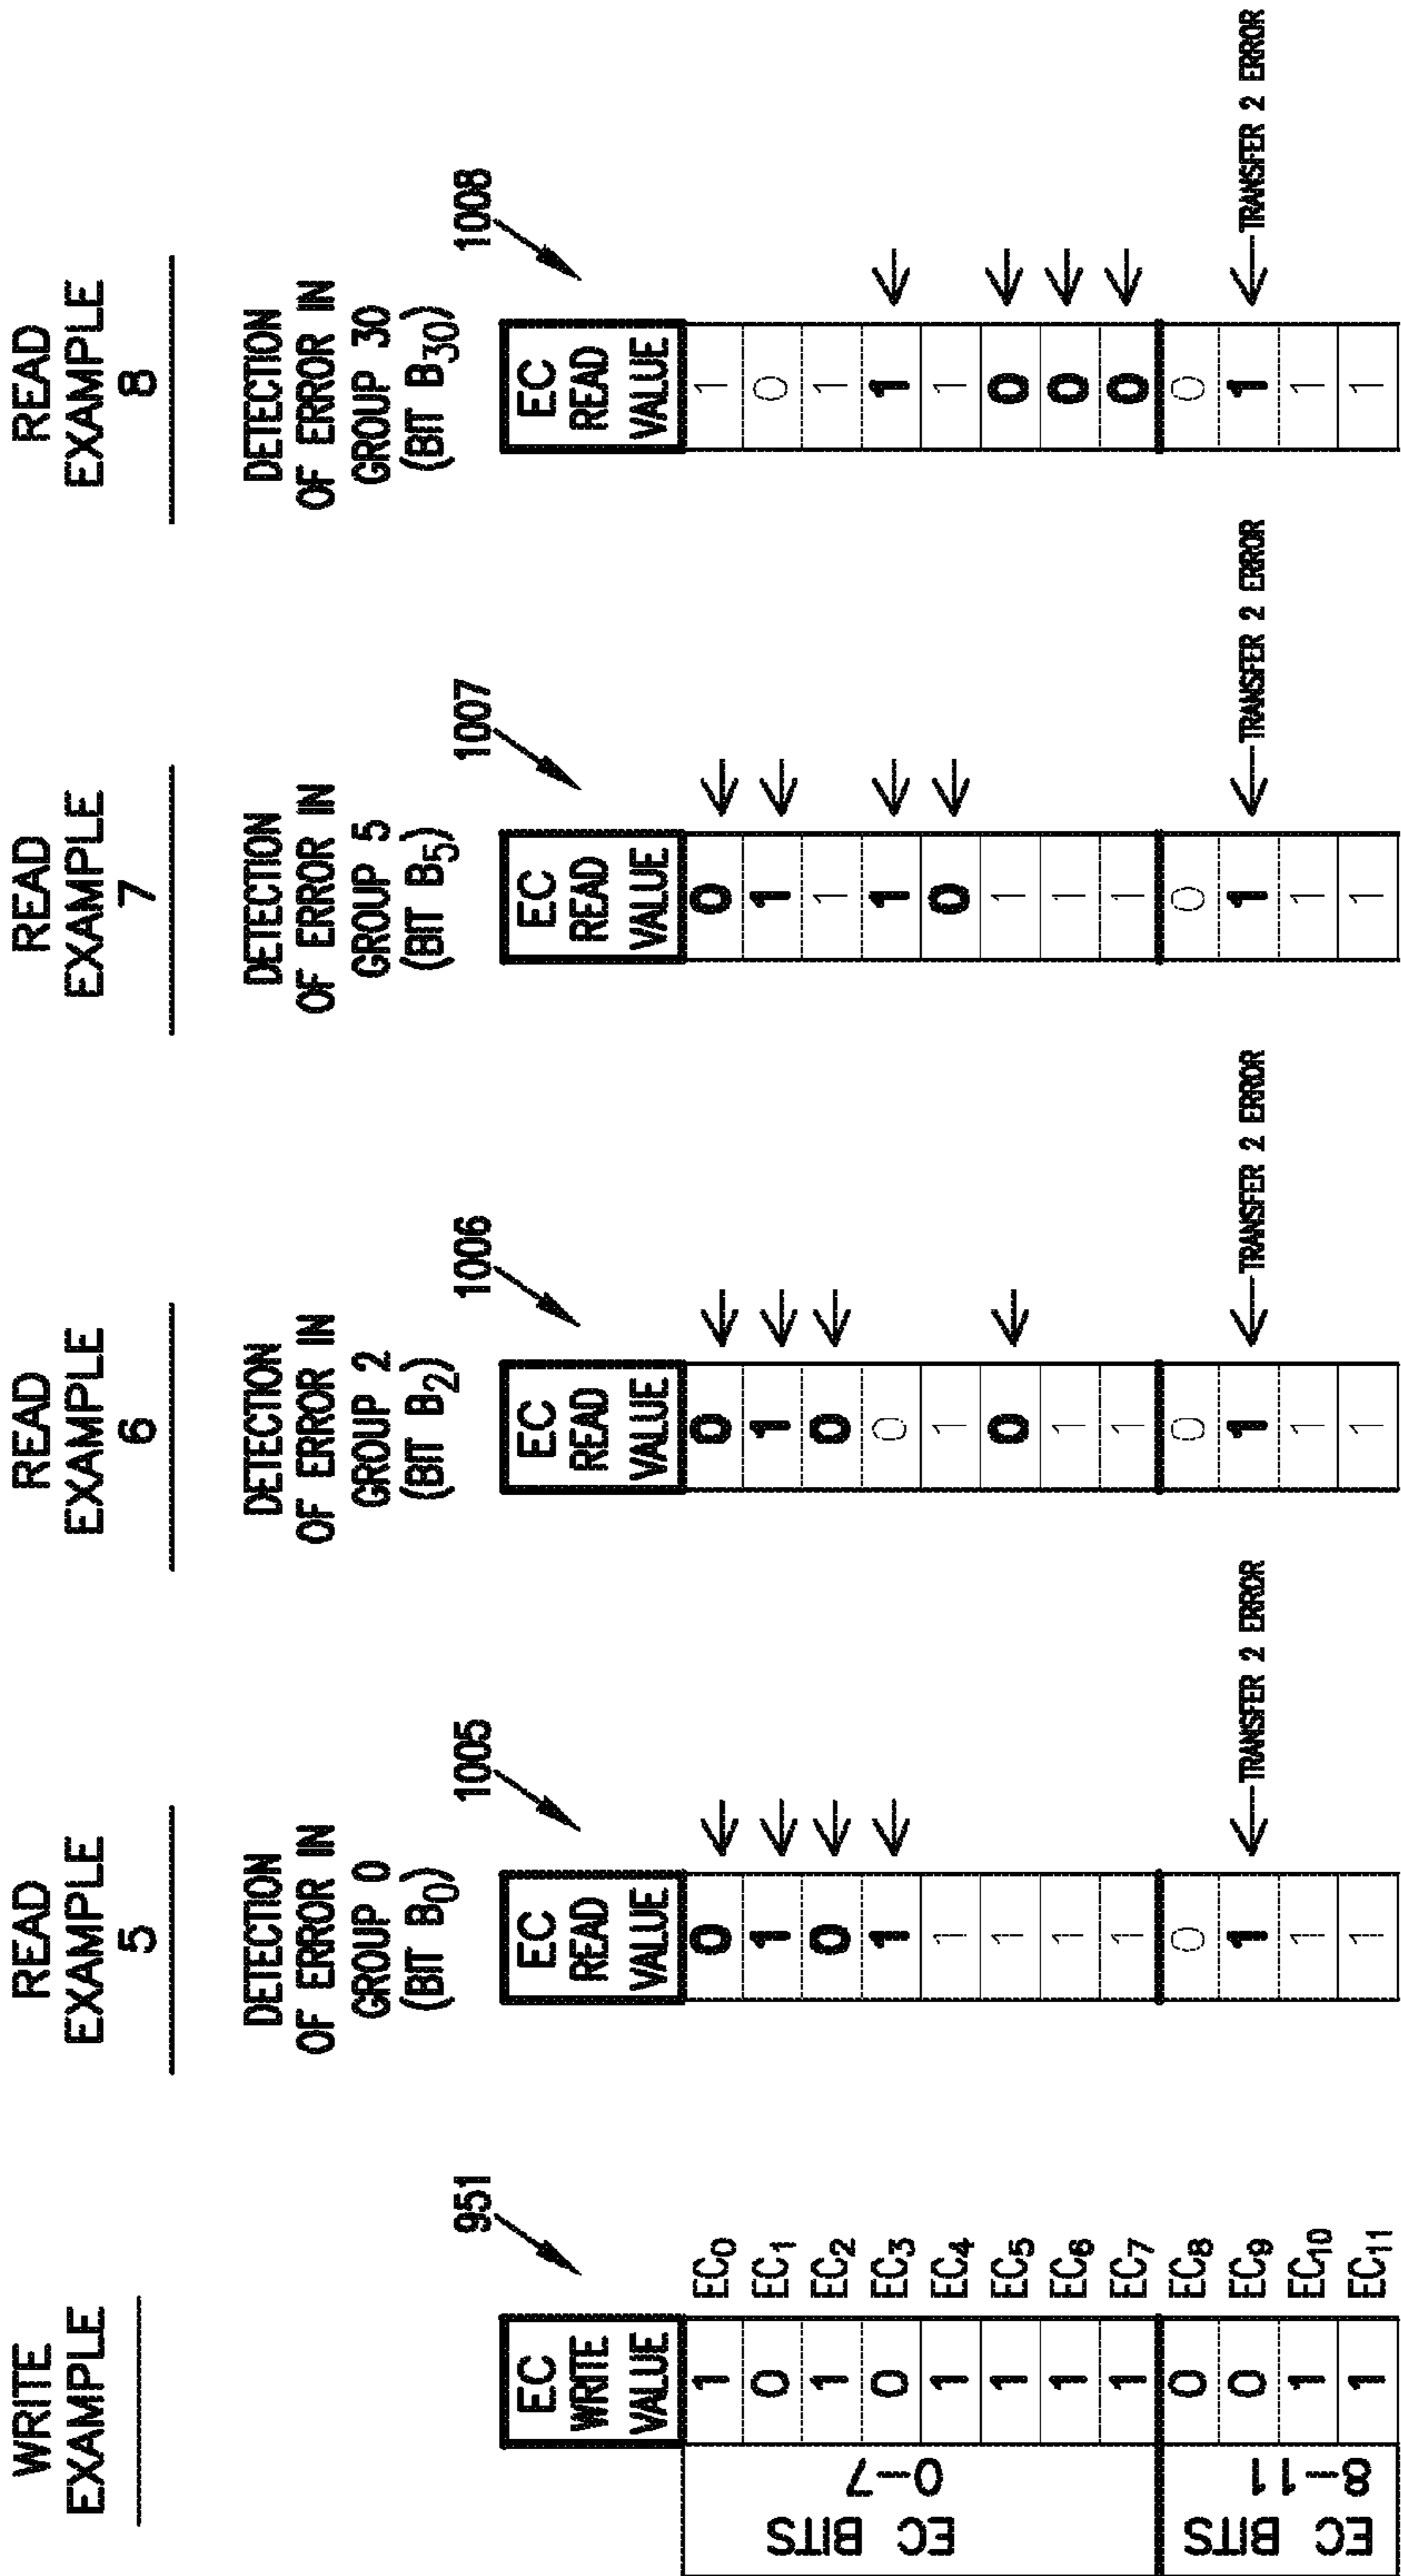 WRITE
EXAMPLE
951
EC
WRITE
VALUE
EC BITS
0-7
EC BITS
8-11
1 EC0
0 EC1
1 EC2
0 EC3
1 EC4
1 EC5
1 EC6
1 EC7
0 EC8
0 EC9
1 EC10
1 EC11
READ
EXAMPLE
5
DETECTION
OF ERROR IN
GROUP 0
(BIT B0)
1005
EC
READ
VALUE
0
1
0
1
1
1
1
1
0
1 TRANSFER 2 ERROR
1
1
READ
EXAMPLE
6
DETECTION
OF ERROR IN
GROUP 2
(BIT B2)
1006
EC
READ
VALUE
0
1
0
0
1
0
1
1
0
1 TRANSFER 2 ERROR
1
1
READ
EXAMPLE
7
DETECTION
OF ERROR IN
GROUP 5
(BIT B5)
1007
EC
READ
VALUE
0
1
1
1
0
1
1
1
0
1 TRANSFER 2 ERROR
1
1
READ
EXAMPLE
8
DETECTION
OF ERROR IN
GROUP 30
(BIT B30)
1008
EC
READ
VALUE
1
0
1
1
1
0
0
0
0
1 TRANSFER 2 ERROR
1
1